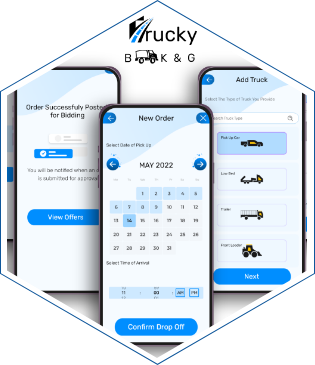 Trucky
B K & G
Order Successfuly Poste
for Bidding
You will be notified when an
is submitted for approval
View Offers
New Order
Select Date of Pick Up
MAY 2022
1 2 3 4 5
6 7 8 9 10 11 12
13 14 15 16 17 18 19
20 21 22 23 24 25 26
27 28 29 30 31
Select Time of Arrival
11 00 AM PM
Confirm Drop Off
Add Truck
Select The Type of Truck You Provide
Search Truck Type
Pick Up Car
Low Bed
Trailer
Front Loader
Next